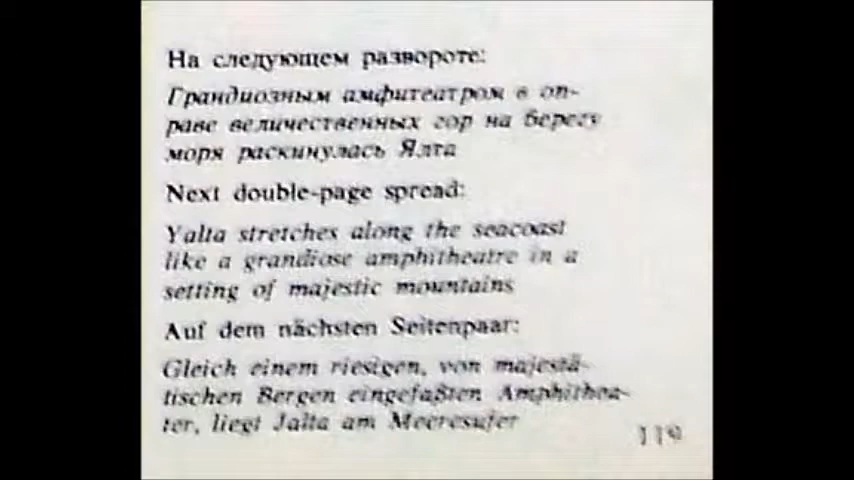 На следующем развороте:
Грандиозным амфитеатром в оп-
раве величественных гор на берегу
моря раскинулась Ялта
Next double-page spread:
Yalta stretches along the seacoast
like a grandiose amphitheatre in a
setting of majestic mountains
Auf dem nächsten Seitenpaar:
Gleich einem riesigen, von majestä-
tischen Bergen eingefaßten Amphithea-
ter, liegt Jalta am Meeresufer
119